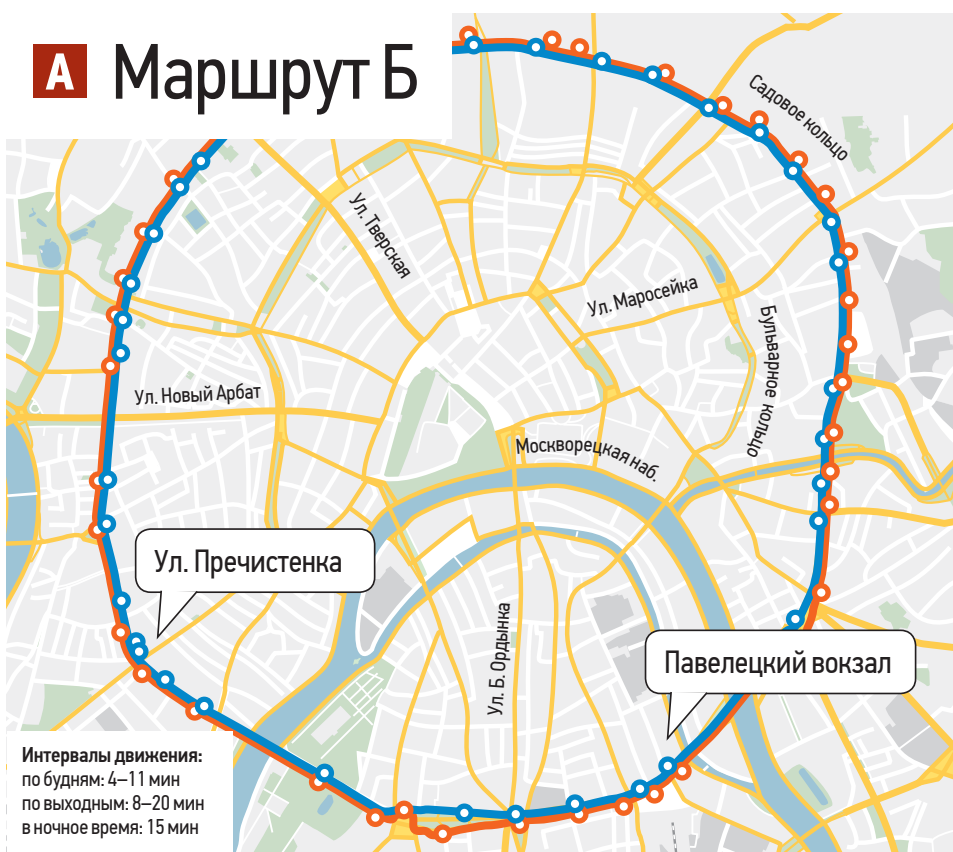 А Маршрут Б
Садовое кольцо
Ул. Тверская
Ул. Маросейка
Бульварное кольцо
Ул. Новый Арбат
Москворецкая наб.
Ул. Пречистенка
Ул. Б. Ордынка
Павелецкий вокзал
Интервалы движения:
по будням: 4–11 мин
по выходным: 8–20 мин
в ночное время: 15 мин